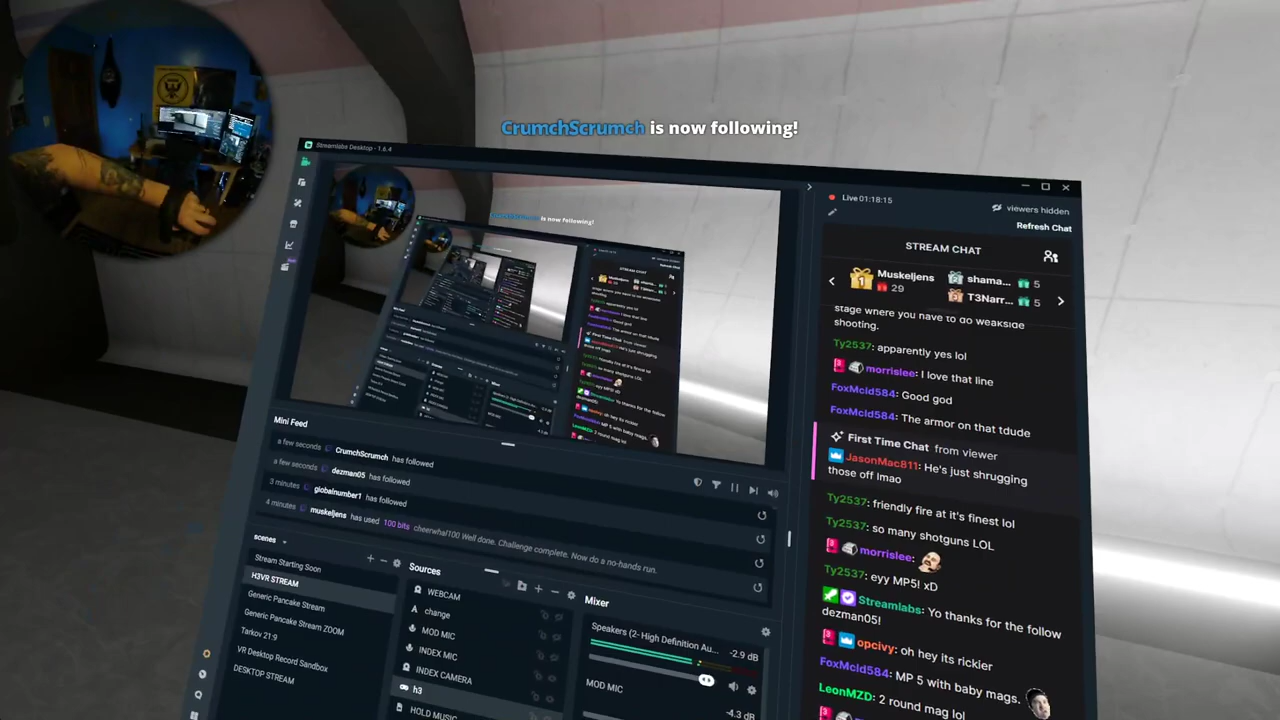 CrumchScrumch is now following!
Streamlabs Desktop - 1.6.4
Live 01:18:15
viewers hidden
Refresh Chat
STREAM CHAT
1 Muskeljens 29
shama... 5
T3Narr... 5
stage where you have to do weakside
shooting.
Ty2537: apparently yes lol
morrislee: I love that line
FoxMcld584: Good god
FoxMcld584: The armor on that tdude
First Time Chat from viewer
JasonMac811: He's just shrugging
those off lmao
Ty2537: friendly fire at it's finest lol
Ty2537: so many shotguns LOL
morrislee:
Ty2537: eyy MP5! xD
Streamlabs: Yo thanks for the follow
dezman05!
opcivy: oh hey its rickier
FoxMcld584: MP 5 with baby mags.
LeonMZD: 2 round mag lol
Mini Feed
a few seconds CrumchScrumch has followed
a few seconds dezman05 has followed
3 minutes globalnumber1 has followed
4 minutes muskeljens has used 100 bits cheerwhal100 Well done. Challenge complete. Now do a no-hands run.
scenes
Stream Starting Soon
H3VR STREAM
Generic Pancake Stream
Generic Pancake Stream ZOOM
Tarkov 21:9
VR Desktop Record Sandbox
DESKTOP STREAM
Sources
WEBCAM
change
MOD MIC
INDEX MIC
INDEX CAMERA
h3
HOLD MUSIC
Mixer
Speakers (2- High Definition Au... -2.9 dB
MOD MIC
-4.3 dB